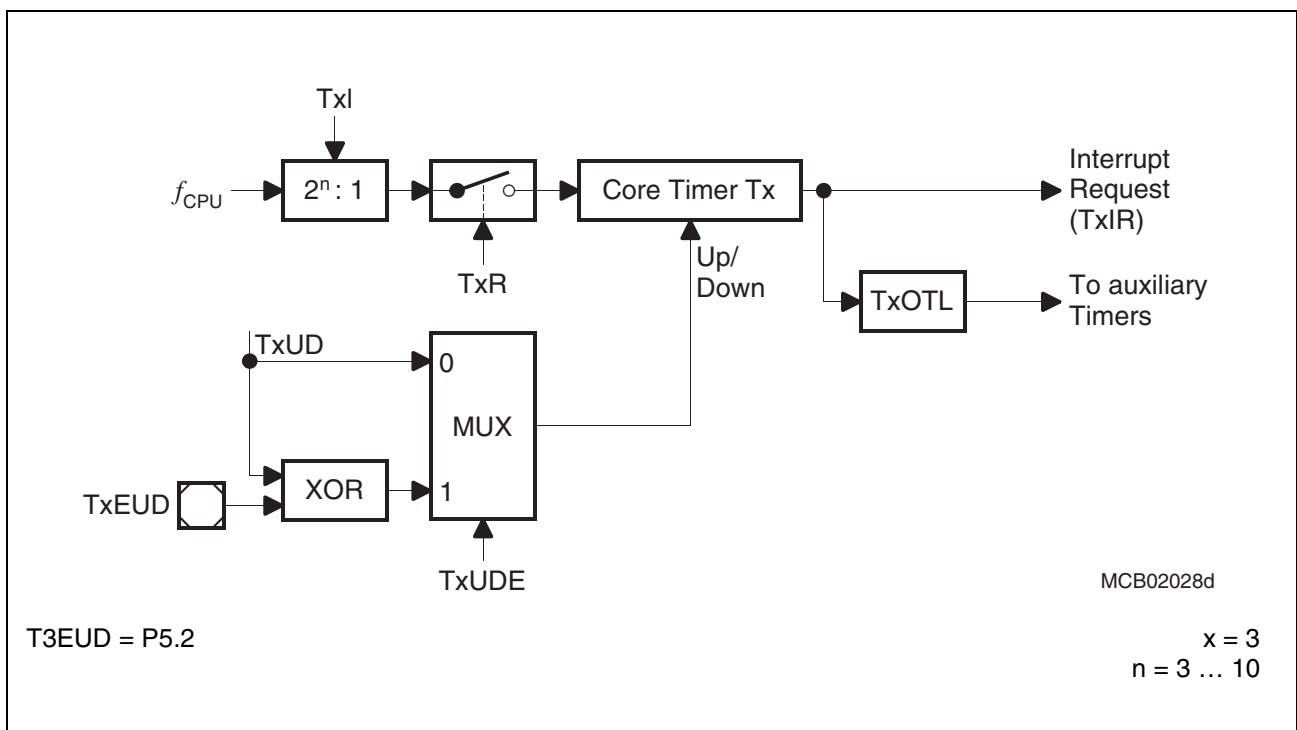 TxI
fCPU
2ⁿ : 1
Core Timer Tx
Interrupt
Request
(TxIR)
TxR
Up/
Down
TxOTL
To auxiliary
Timers
TxUD
0
MUX
XOR
1
TxEUD
TxUDE
MCB02028d
T3EUD = P5.2
x = 3
n = 3 … 10